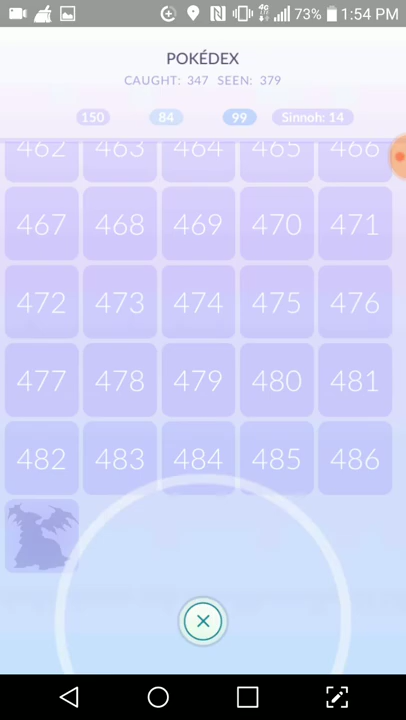 73% 1:54 PM
POKÉDEX
CAUGHT: 347 SEEN: 379
150 84 99 Sinnoh: 14
462 463 464 465 466
467 468 469 470 471
472 473 474 475 476
477 478 479 480 481
482 483 484 485 486